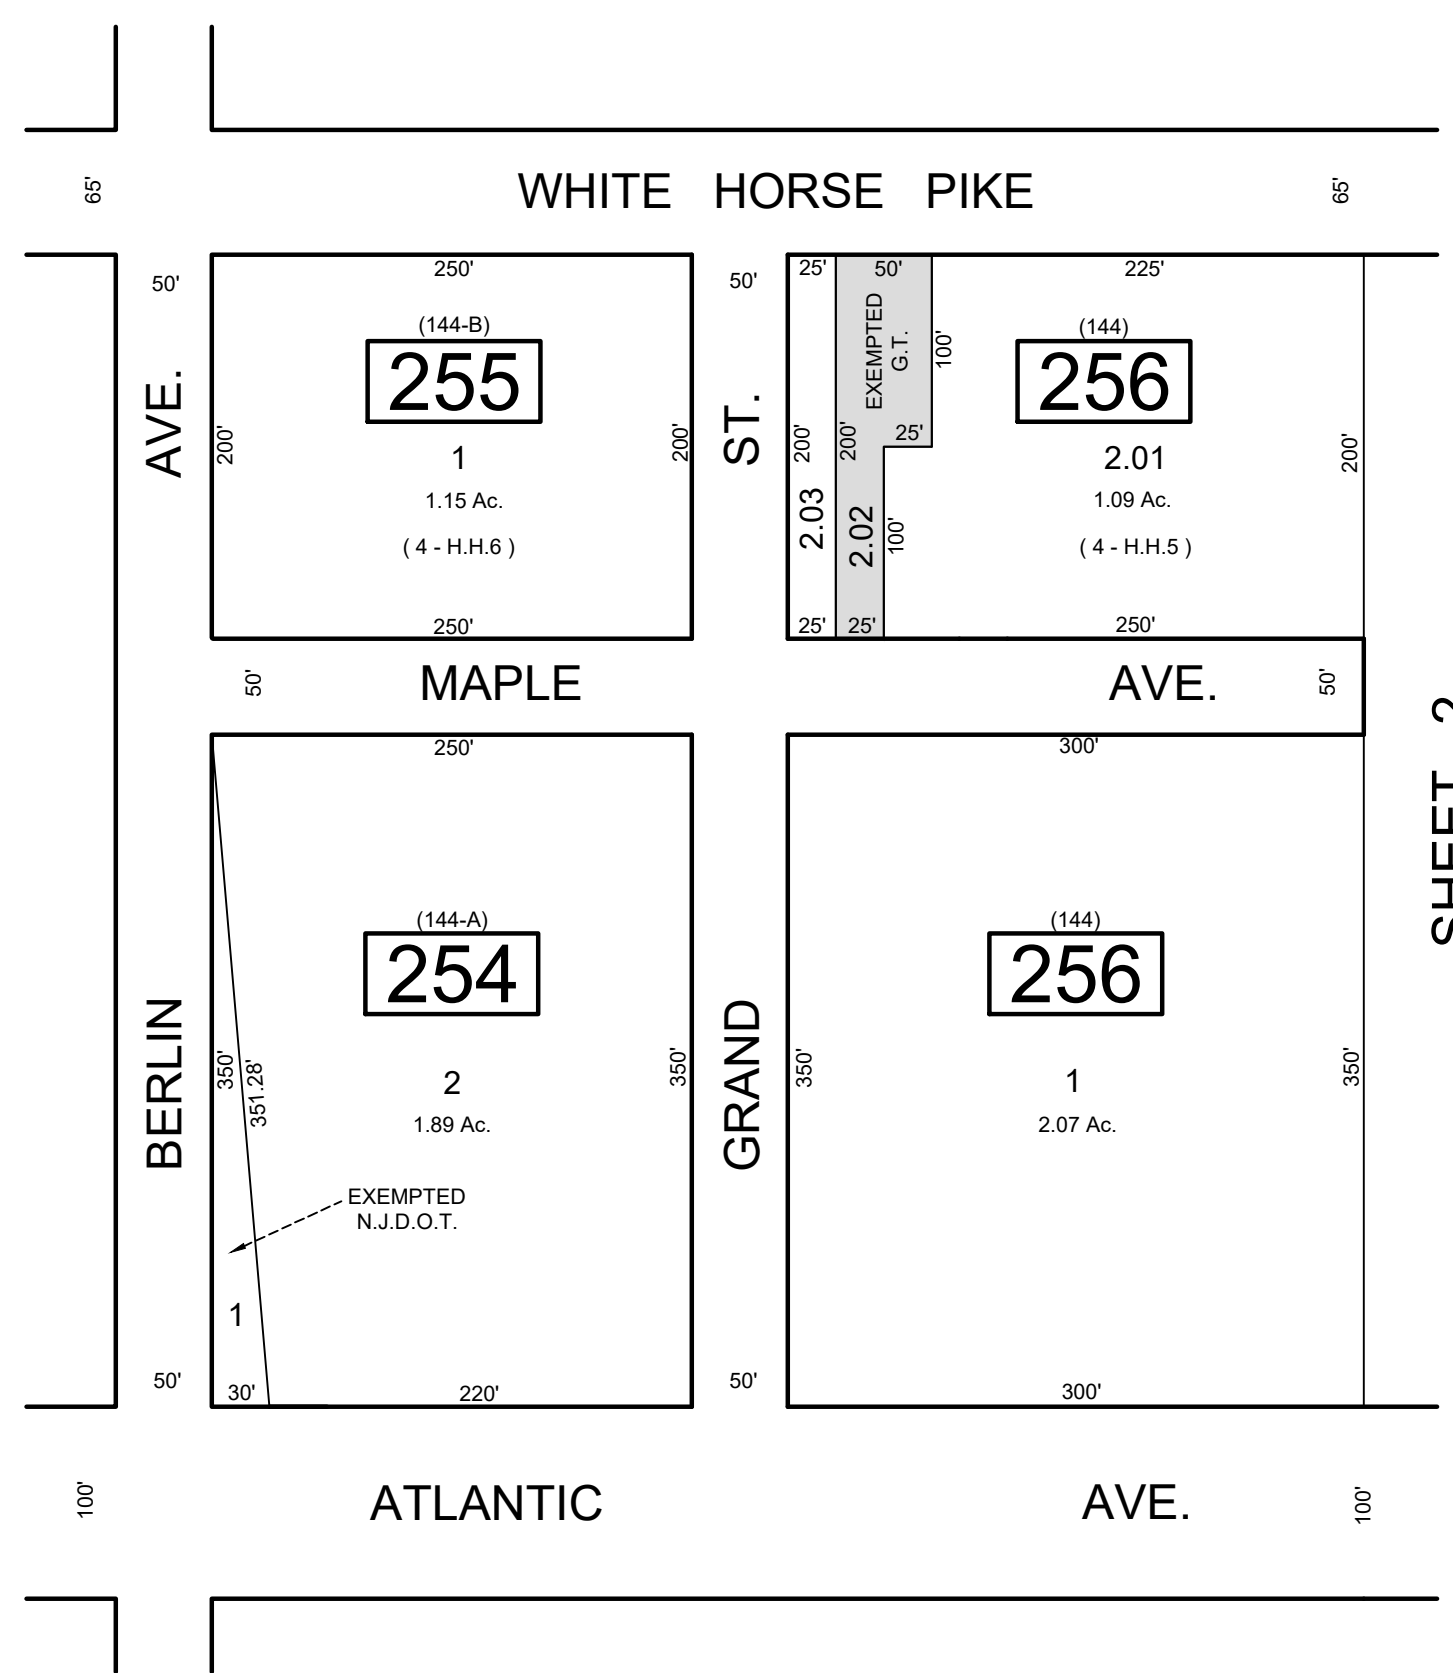 65'
WHITE HORSE PIKE
65'
50'
250'
50'
25'
50'
225'
(144-B)
255
1
1.15 Ac.
( 4 - H.H.6 )
200'
200'
250'
AVE.
ST.
200'
2.03
25'
EXEMPTED
G.T.
100'
25'
200'
2.02
100'
25'
(144)
256
2.01
1.09 Ac.
( 4 - H.H.5 )
200'
250'
50'
MAPLE
AVE.
50'
SHEET 2
250'
300'
(144-A)
254
2
1.89 Ac.
350'
351.28'
350'
BERLIN
GRAND
EXEMPTED
N.J.D.O.T.
1
350'
(144)
256
1
2.07 Ac.
350'
50'
30'
220'
50'
300'
100'
ATLANTIC
AVE.
100'